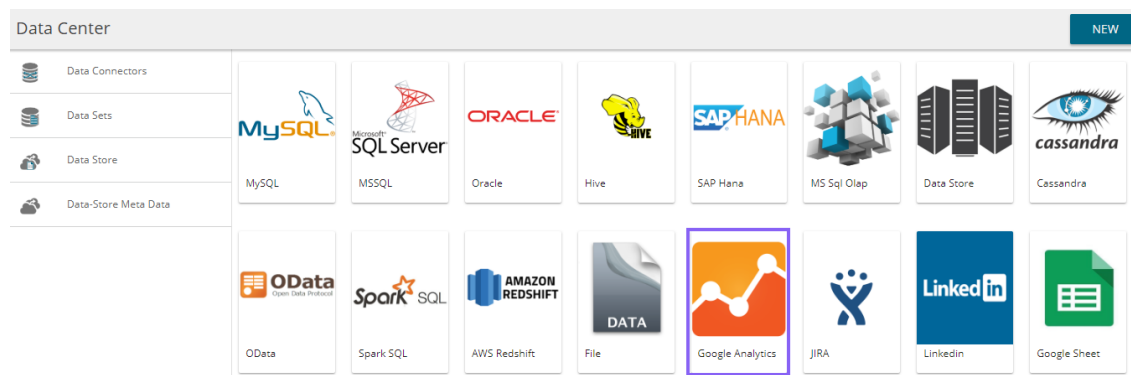 Data Center
NEW
Data Connectors
Data Sets
Data Store
Data-Store Meta Data
MySQL
Microsoft
SQL Server
ORACLE
HIVE
SAP HANA
cassandra
MySQL
MSSQL
Oracle
Hive
SAP Hana
MS Sql Olap
Data Store
Cassandra
OData
Open Data Protocol
Spark SQL
AMAZON
REDSHIFT
DATA
Linked in
OData
Spark SQL
AWS Redshift
File
Google Analytics
JIRA
Linkedin
Google Sheet